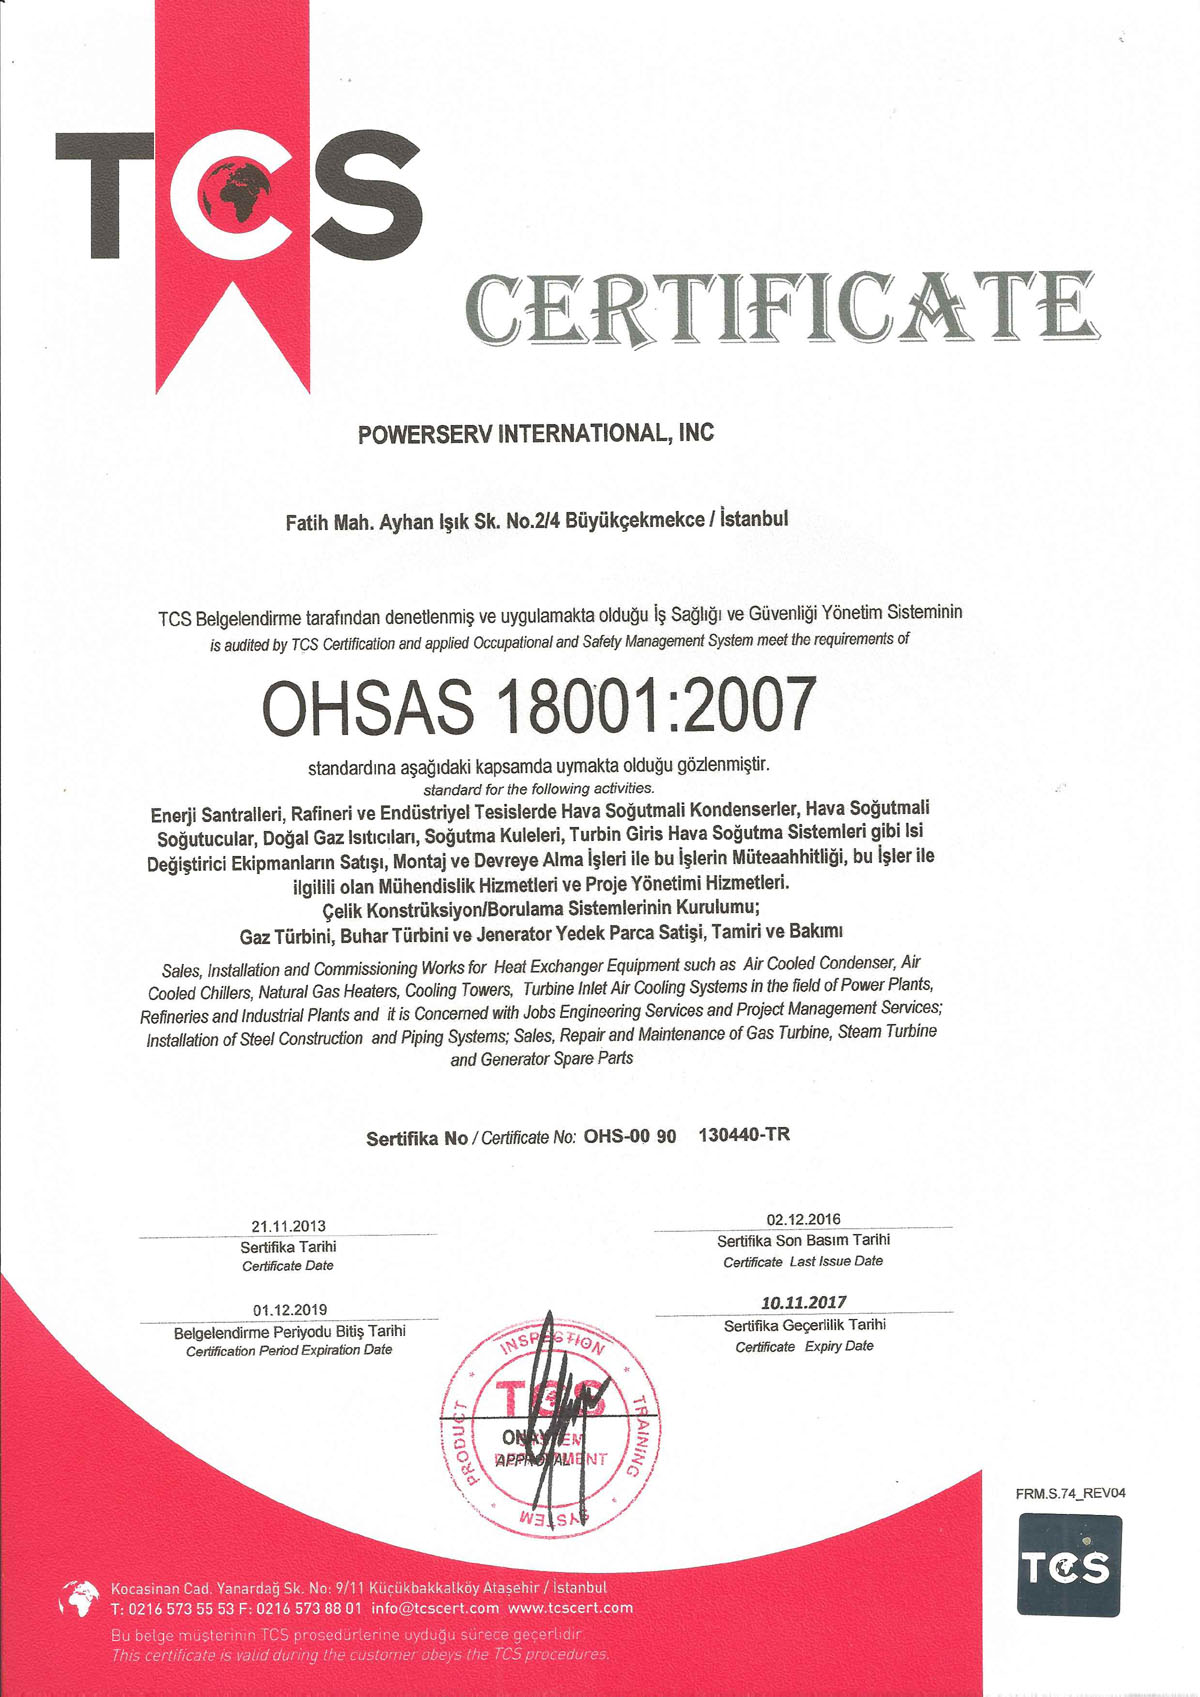 TCS
CERTIFICATE
POWERSERV INTERNATIONAL, INC
Fatih Mah. Ayhan Işık Sk. No.2/4 Büyükçekmekce / İstanbul
TCS Belgelendirme tarafından denetlenmiş ve uygulamakta olduğu İş Sağlığı ve Güvenliği Yönetim Sisteminin
is audited by TCS Certification and applied Occupational and Safety Management System meet the requirements of
OHSAS 18001:2007
standardına aşağıdaki kapsamda uymakta olduğu gözlenmiştir.
standard for the following activities.
Enerji Santralleri, Rafineri ve Endüstriyel Tesislerde Hava Soğutmali Kondenserler, Hava Soğutmali
Soğutucular, Doğal Gaz Isıtıcıları, Soğutma Kuleleri, Turbin Giris Hava Soğutma Sistemleri gibi Isi
Değiştirici Ekipmanların Satışı, Montaj ve Devreye Alma İşleri ile bu İşlerin Müteaahhitliği, bu İşler ile
ilgilili olan Mühendislik Hizmetleri ve Proje Yönetimi Hizmetleri.
Çelik Konstrüksiyon/Borulama Sistemlerinin Kurulumu;
Gaz Türbini, Buhar Türbini ve Jenerator Yedek Parca Satişi, Tamiri ve Bakımı
Sales, Installation and Commissioning Works for Heat Exchanger Equipment such as Air Cooled Condenser, Air
Cooled Chillers, Natural Gas Heaters, Cooling Towers, Turbine Inlet Air Cooling Systems in the field of Power Plants,
Refineries and Industrial Plants and it is Concerned with Jobs Engineering Services and Project Management Services;
Installation of Steel Construction and Piping Systems; Sales, Repair and Maintenance of Gas Turbine, Steam Turbine
and Generator Spare Parts
Sertifika No / Certificate No: OHS-00 90 130440-TR
21.11.2013
Sertifika Tarihi
Certificate Date
02.12.2016
Sertifika Son Basım Tarihi
Certificate Last Issue Date
01.12.2019
Belgelendirme Periyodu Bitiş Tarihi
Certification Period Expiration Date
10.11.2017
Sertifika Geçerlilik Tarihi
Certificate Expiry Date
INSPECTION
TRAINING
SYSTEM
PRODUCT
TCS
ONAY
SYSTEM
APPROVAL
DEPARTMENT
FRM.S.74_REV04
TCS
Kocasinan Cad. Yanardağ Sk. No: 9/11 Kücükbakkalköy Ataşehir / İstanbul
T: 0216 573 55 53 F: 0216 573 88 01 info@tcscert.com www.tcscert.com
Bu belge müşterinin TCS prosedürlerine uyduğu sürece geçerlidir.
This certificate is valid during the customer obeys the TCS procedures.